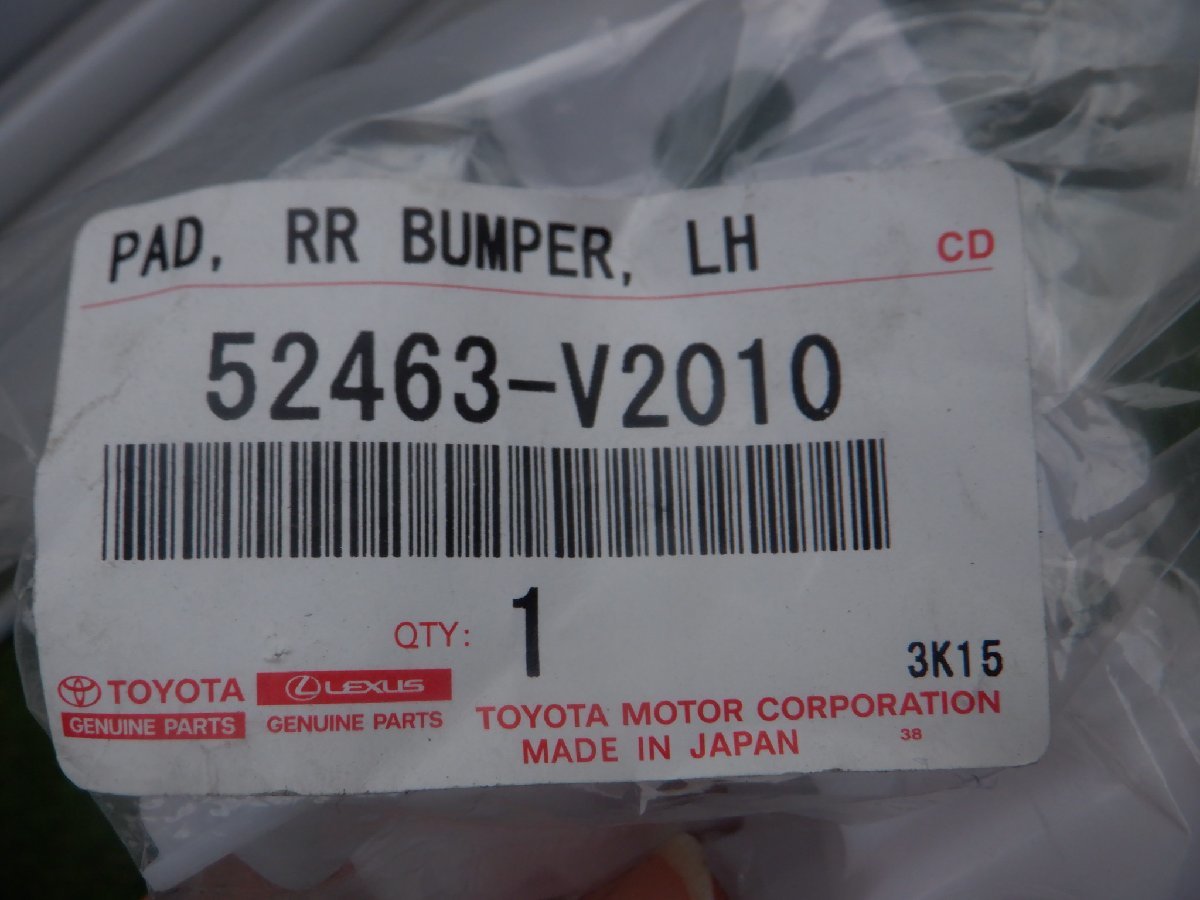 PAD, RR BUMPER, LH
CD
52463-V2010
QTY: 1
3K15
TOYOTA
GENUINE PARTS
LEXUS
GENUINE PARTS
TOYOTA MOTOR CORPORATION
MADE IN JAPAN
38